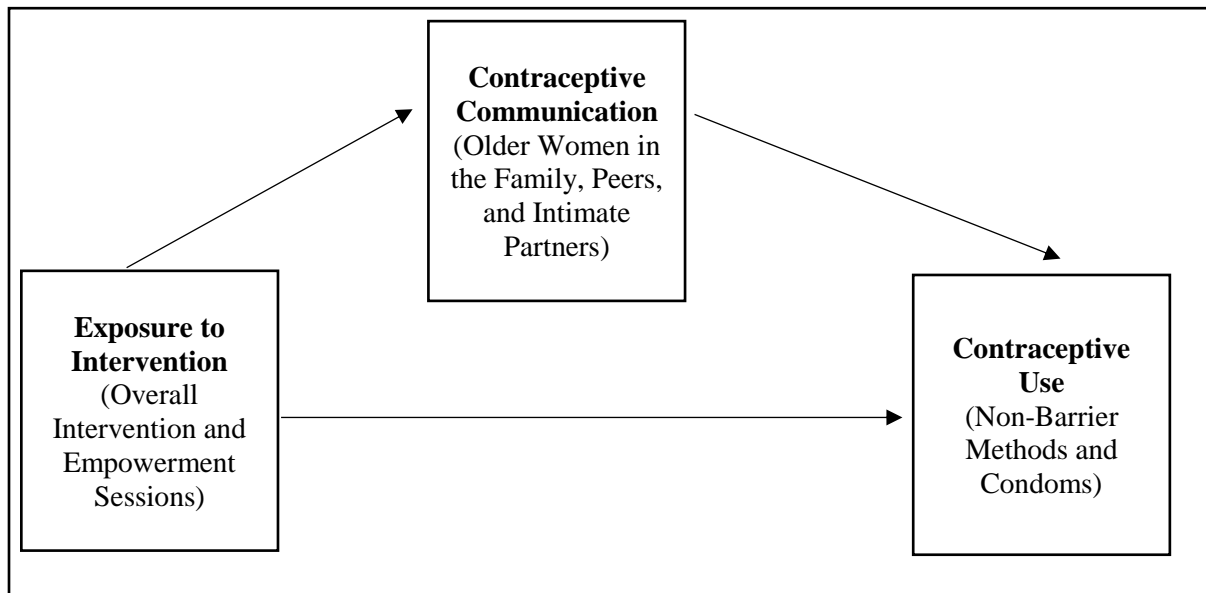 Contraceptive
Communication
(Older Women in
the Family, Peers,
and Intimate
Partners)
Exposure to
Intervention
(Overall
Intervention and
Empowerment
Sessions)
Contraceptive
Use
(Non-Barrier
Methods and
Condoms)